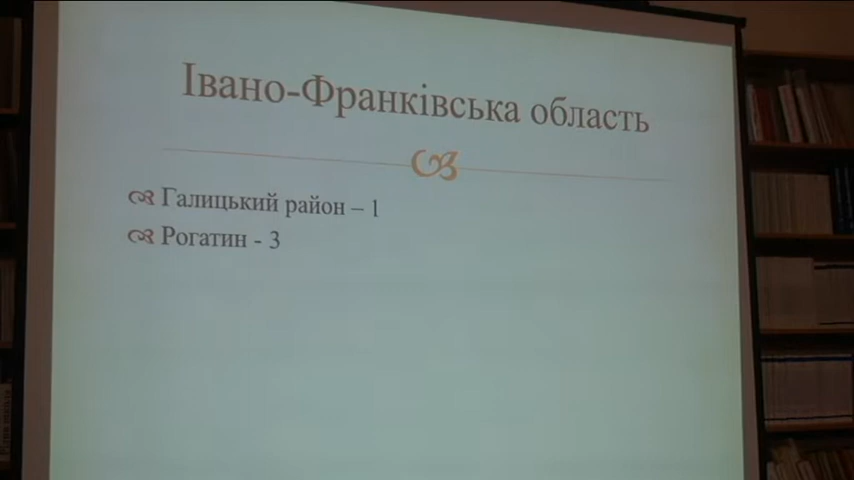 Івано-Франківська область
Галицький район – 1
Рогатин - 3